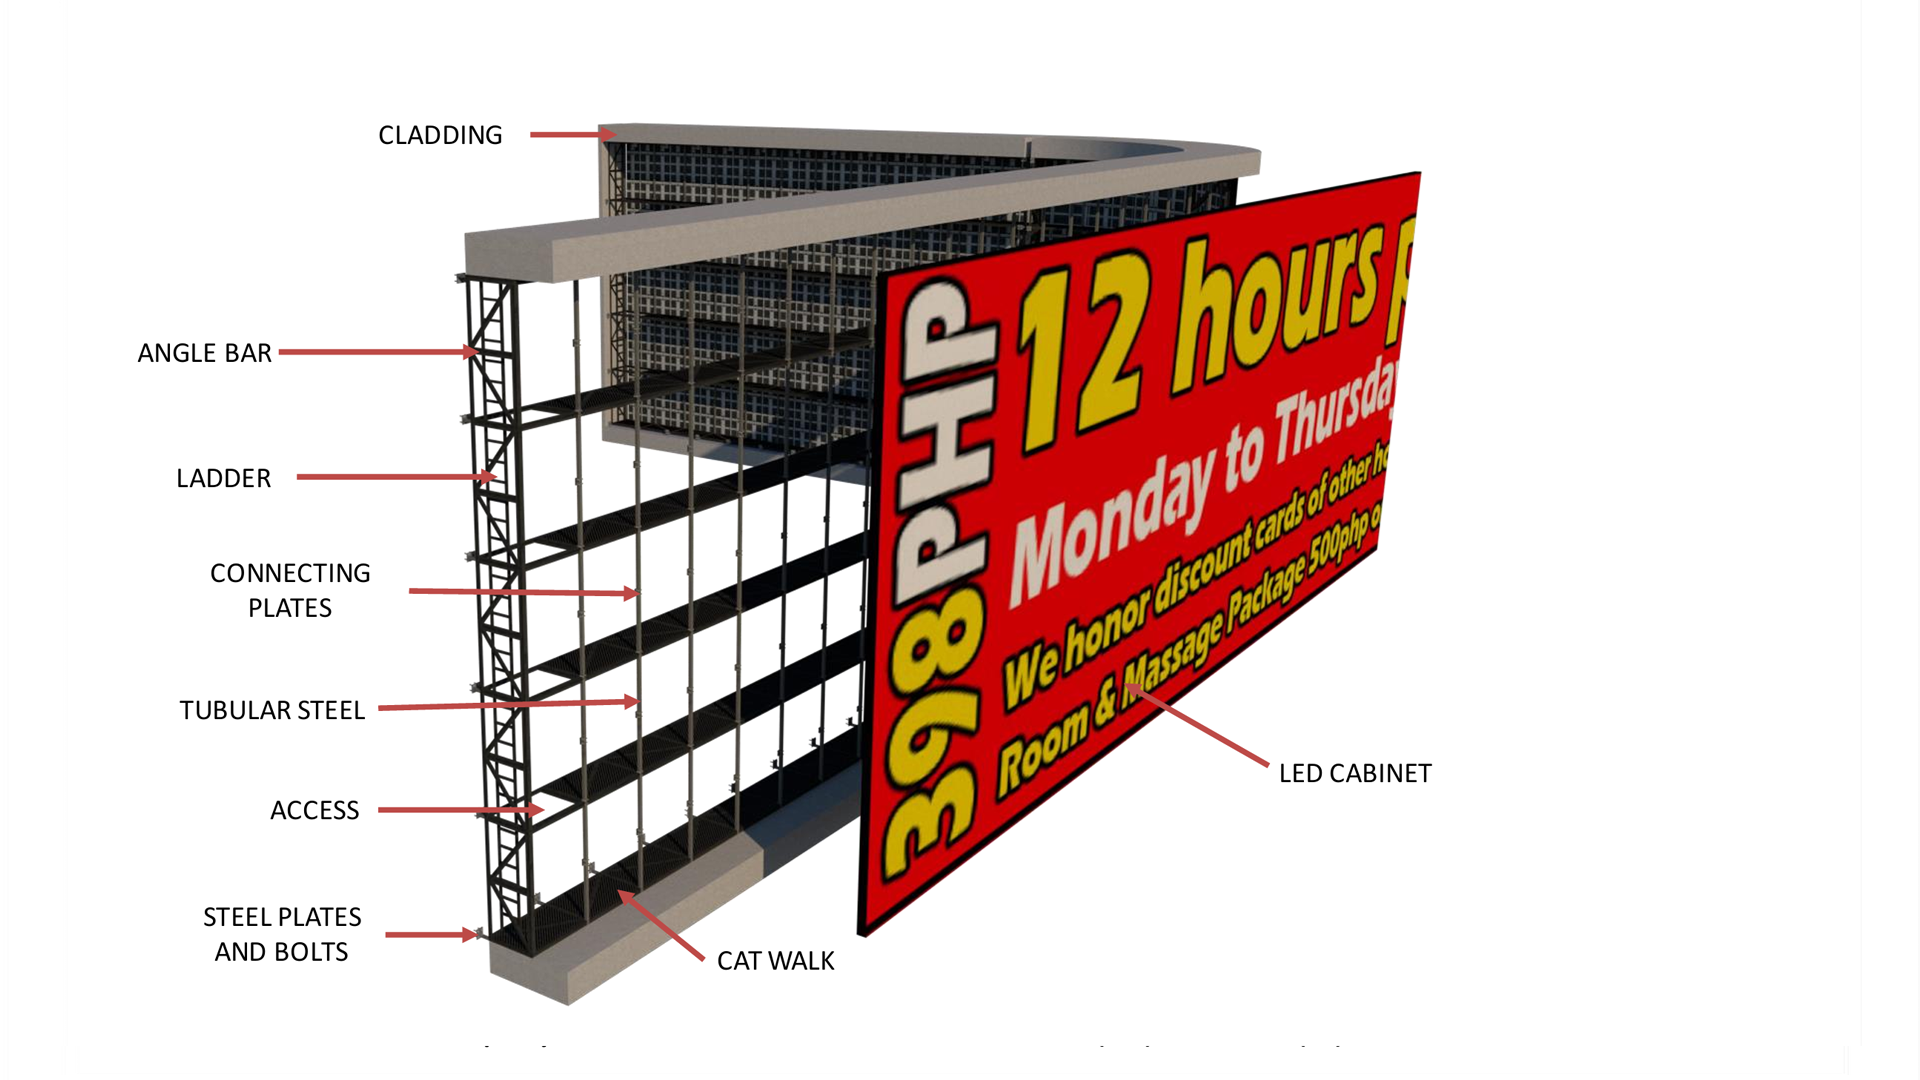 CLADDING
ANGLE BAR
LADDER
CONNECTING
PLATES
TUBULAR STEEL
ACCESS
STEEL PLATES
AND BOLTS
CAT WALK
LED CABINET
398PHP
12 hours
Monday to Thursday
We honor discount cards of other
Room & Massage Package 500php